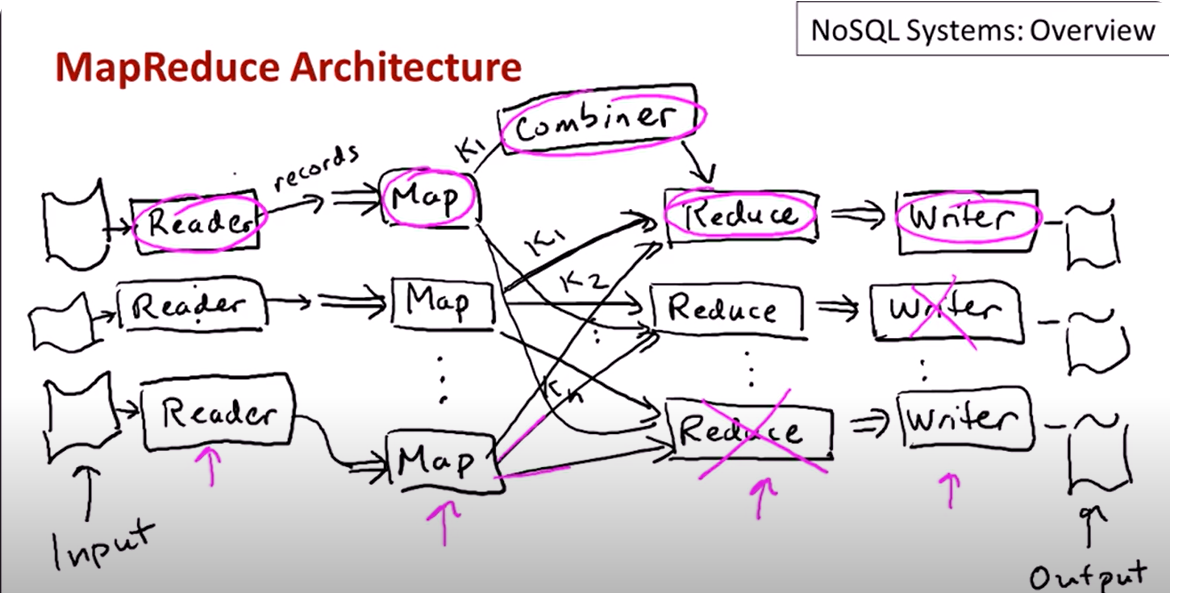 NoSQL Systems: Overview
MapReduce Architecture
Combiner
K1
records
Reader
Map
Reduce
Writer
K1
Reader
Map
K2
Reduce
Writer
Kn
Reader
Map
Reduce
Writer
Input
Output